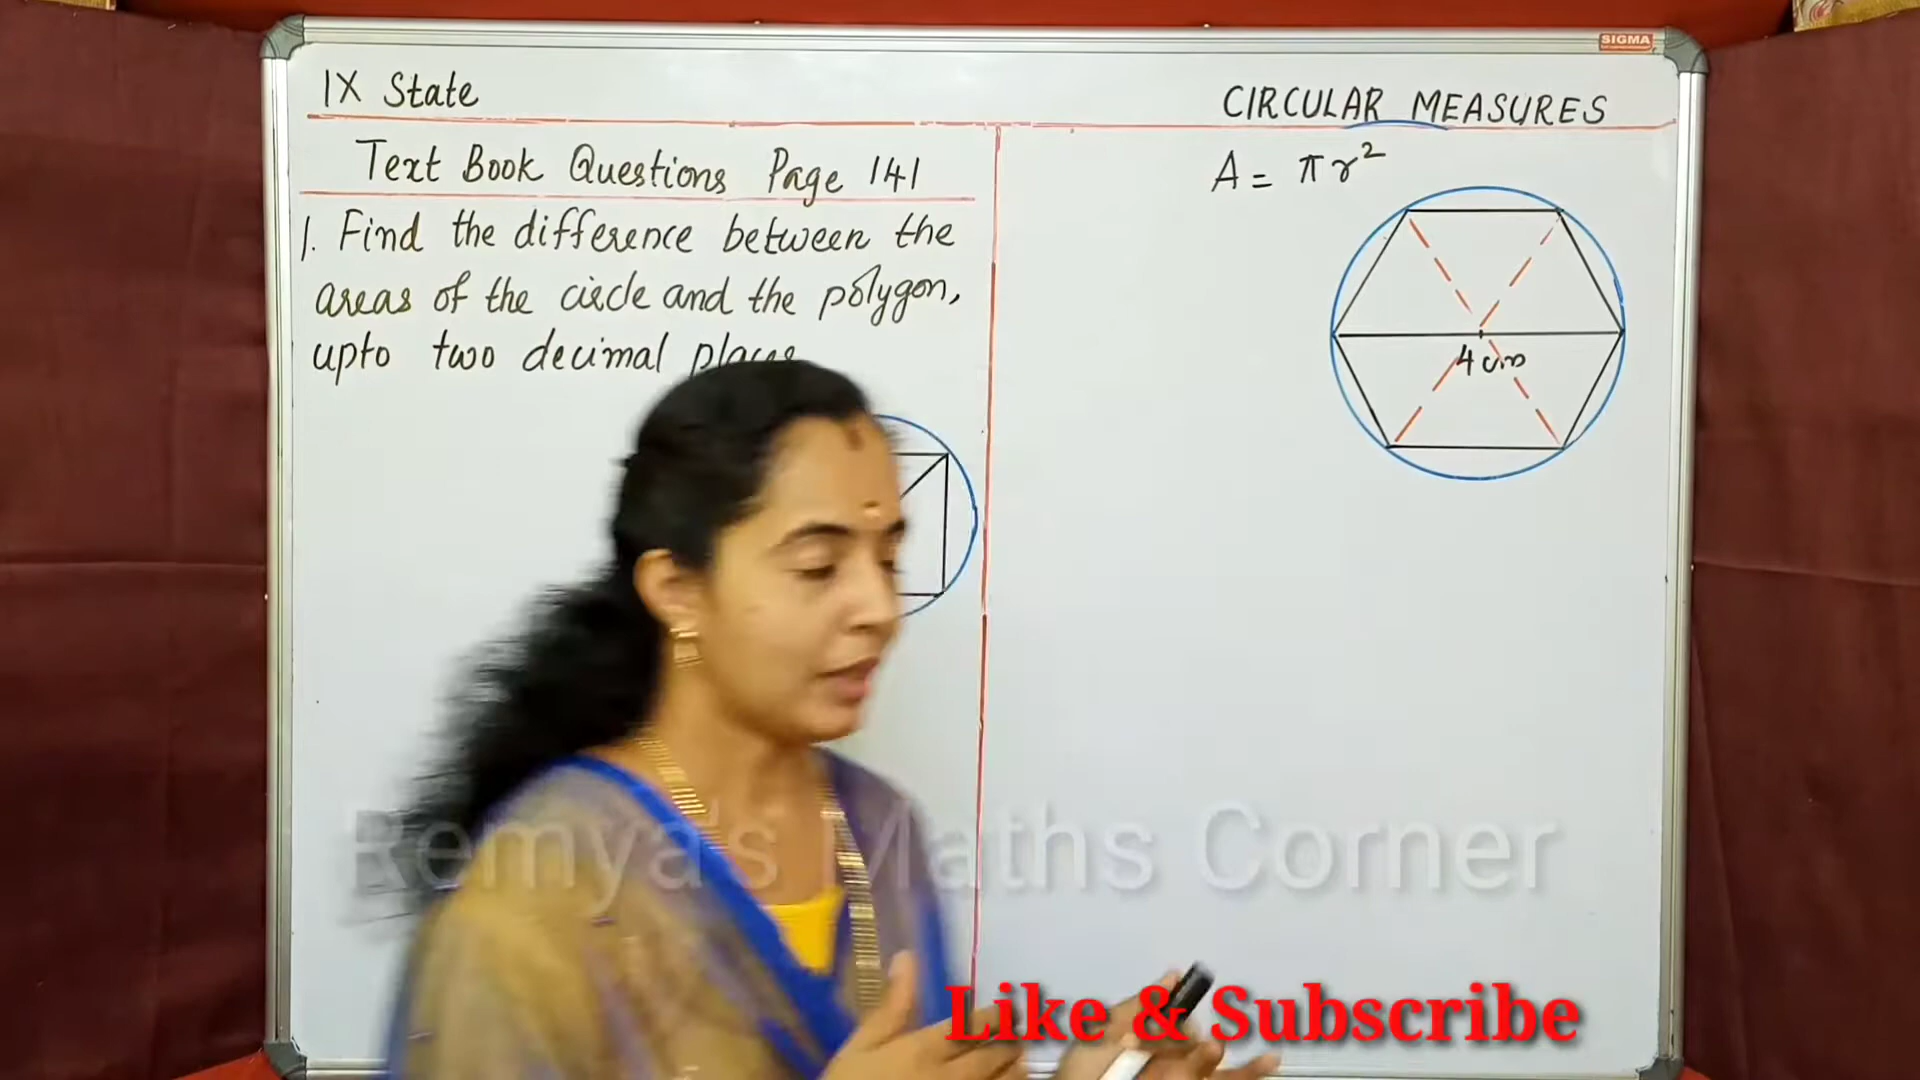 SIGMA
IX State
CIRCULAR MEASURES
Text Book Questions Page 141
1. Find the difference between the
areas of the circle and the polygon,
upto two decimal places
A = πr²
4 cm
Remya's Maths Corner
Like & Subscribe